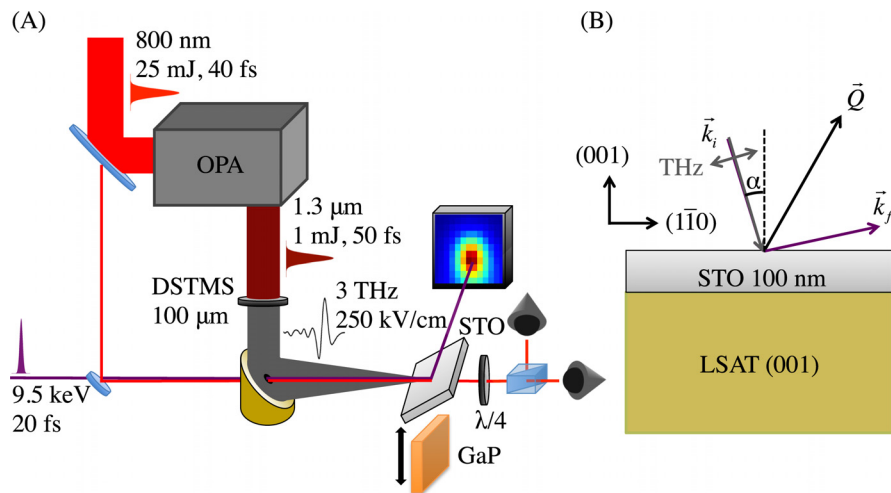 (A)
800 nm
25 mJ, 40 fs
OPA
1.3 μm
1 mJ, 50 fs
DSTMS
100 μm
3 THz
250 kV/cm
STO
9.5 keV
20 fs
λ/4
GaP
(B)
(001)
(11̅0)
THz
k⃗i
α
Q⃗
k⃗f
STO 100 nm
LSAT (001)